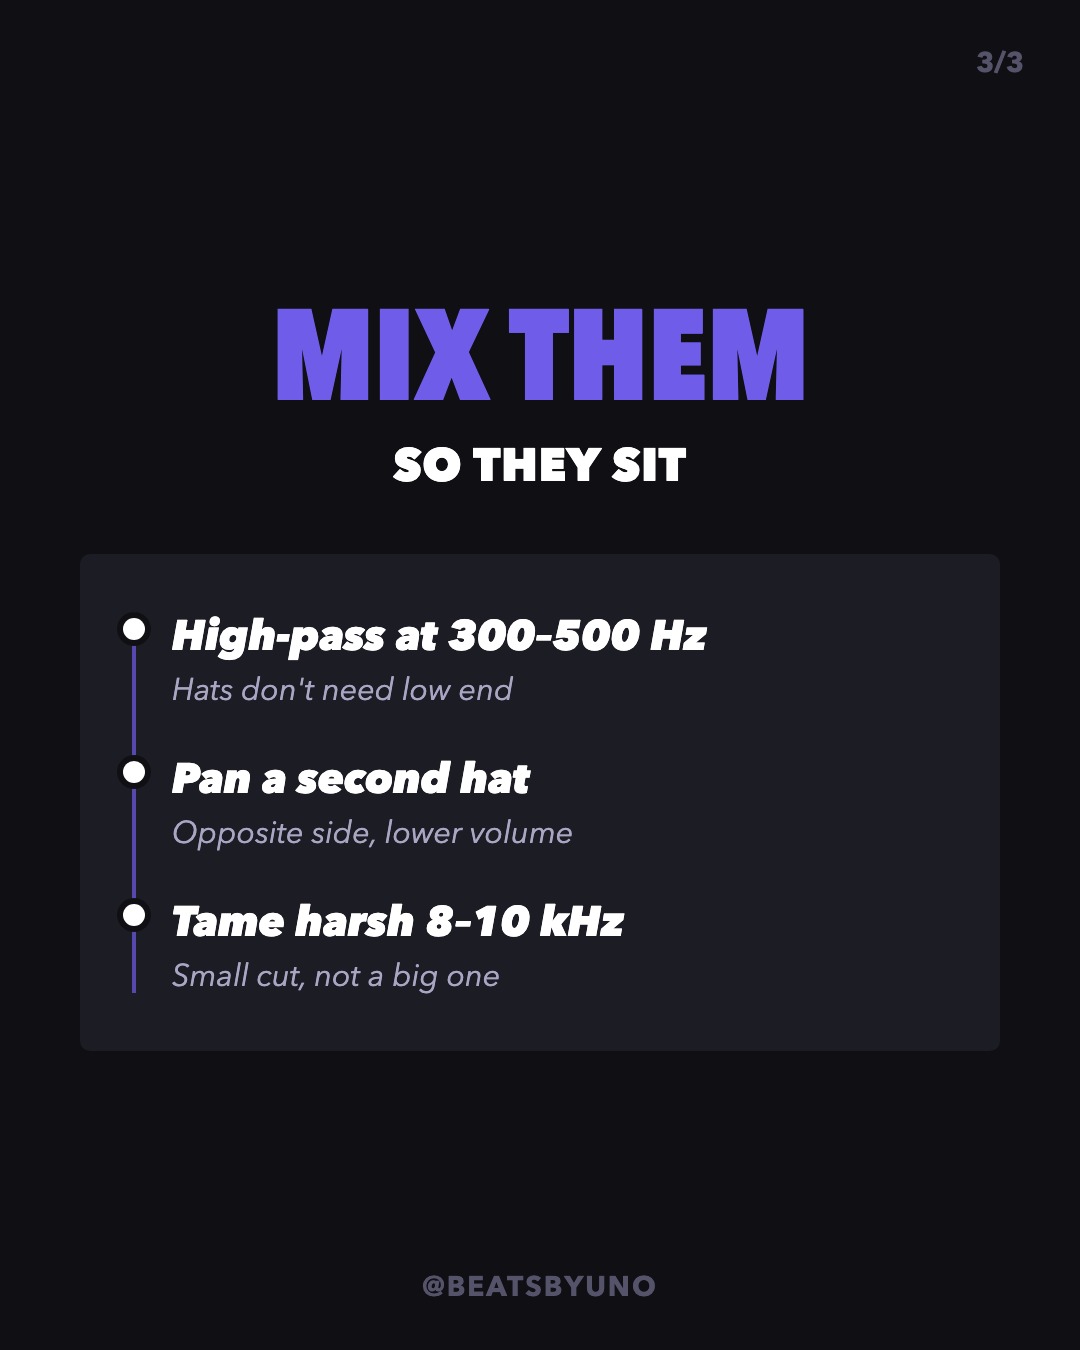 3/3
MIX THEM
SO THEY SIT
High-pass at 300–500 Hz
Hats don't need low end
Pan a second hat
Opposite side, lower volume
Tame harsh 8–10 kHz
Small cut, not a big one
@BEATSBYUNO